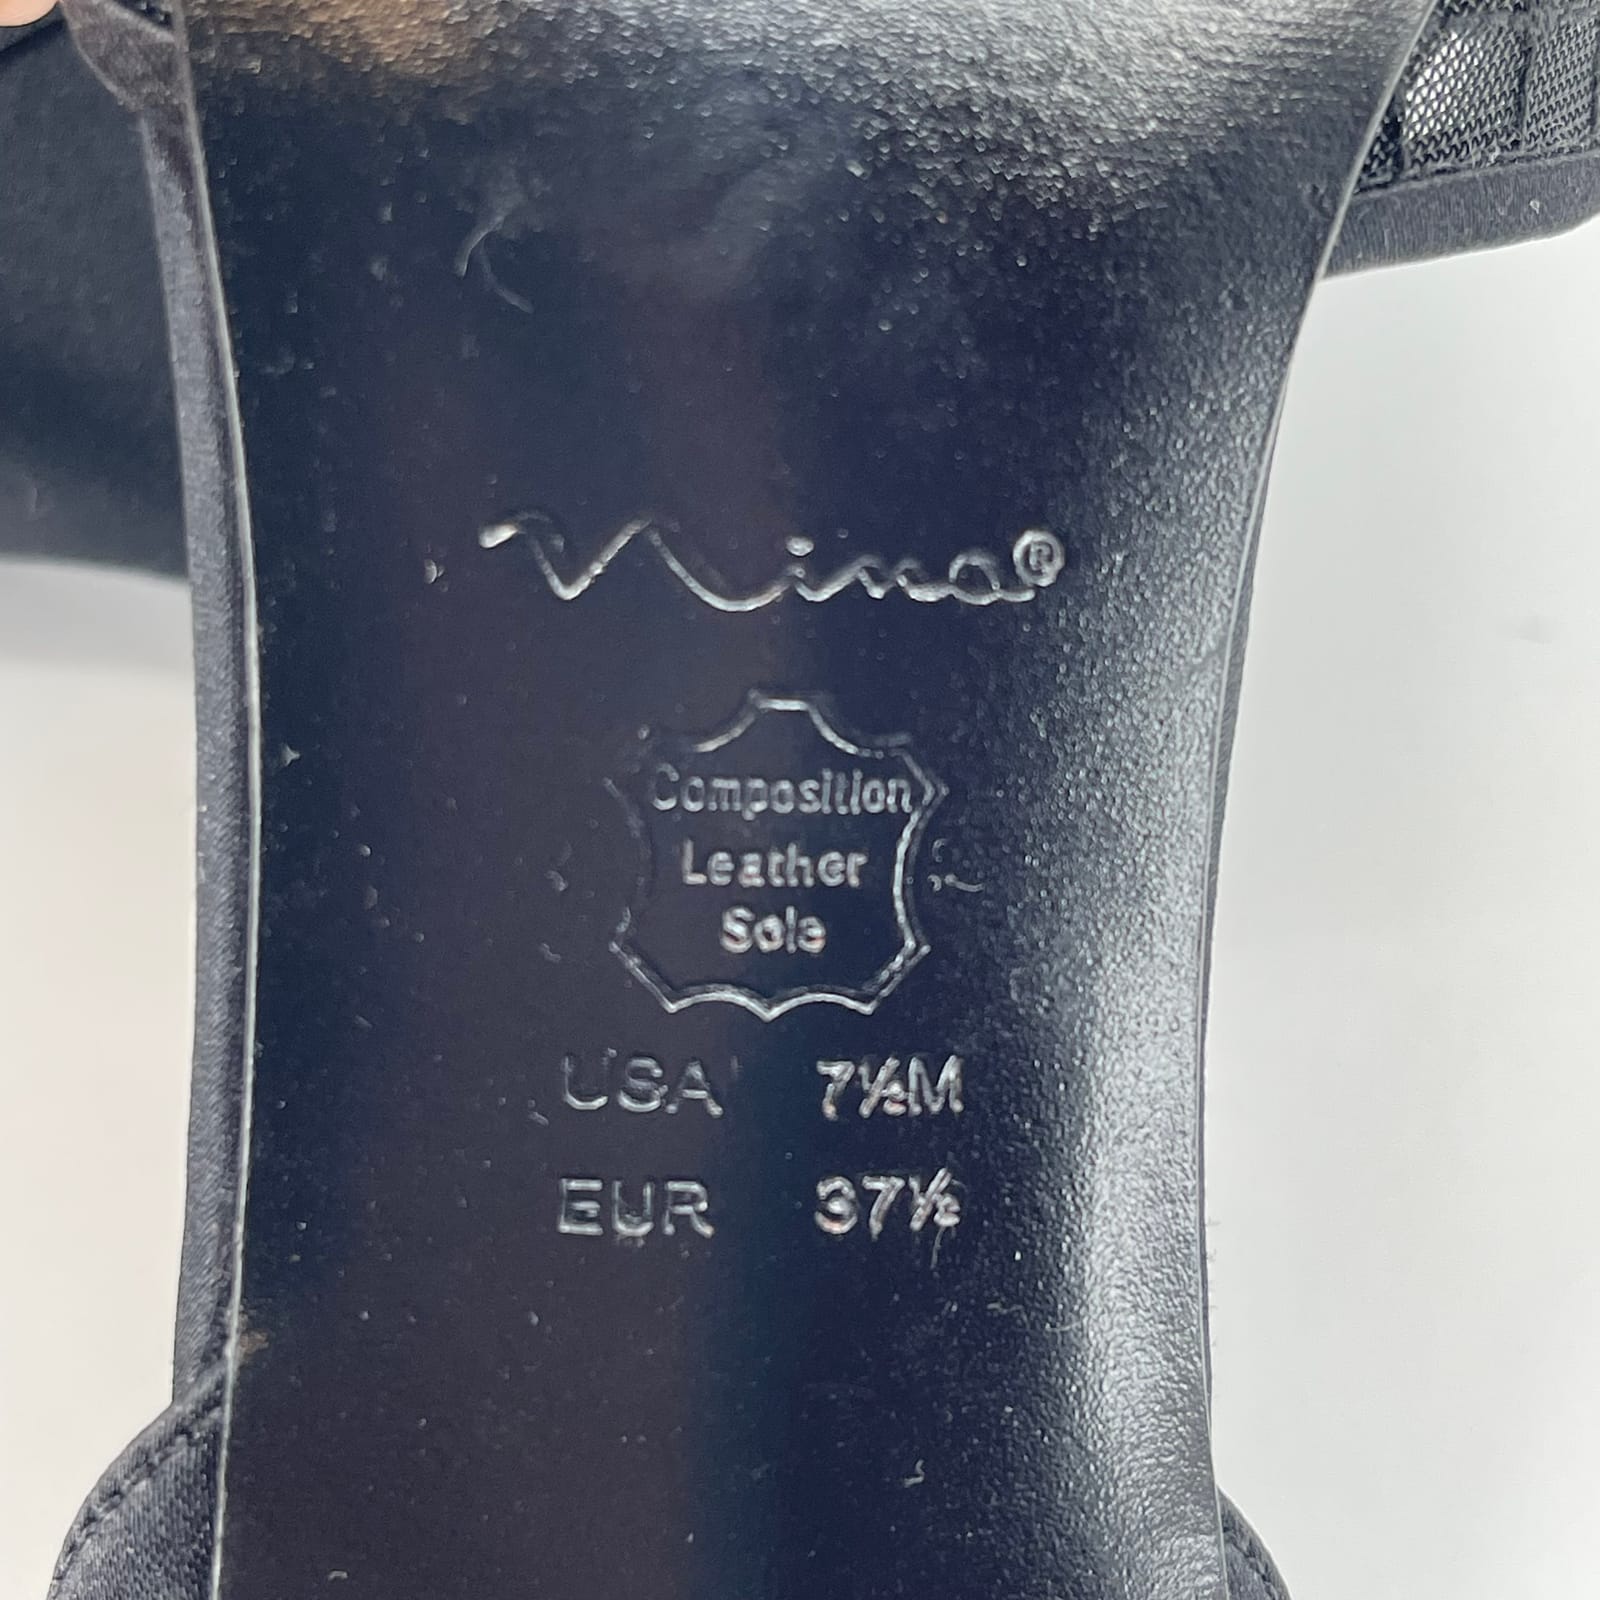 Nina®
Composition
Leather
Sole
USA 7½M
EUR 37½